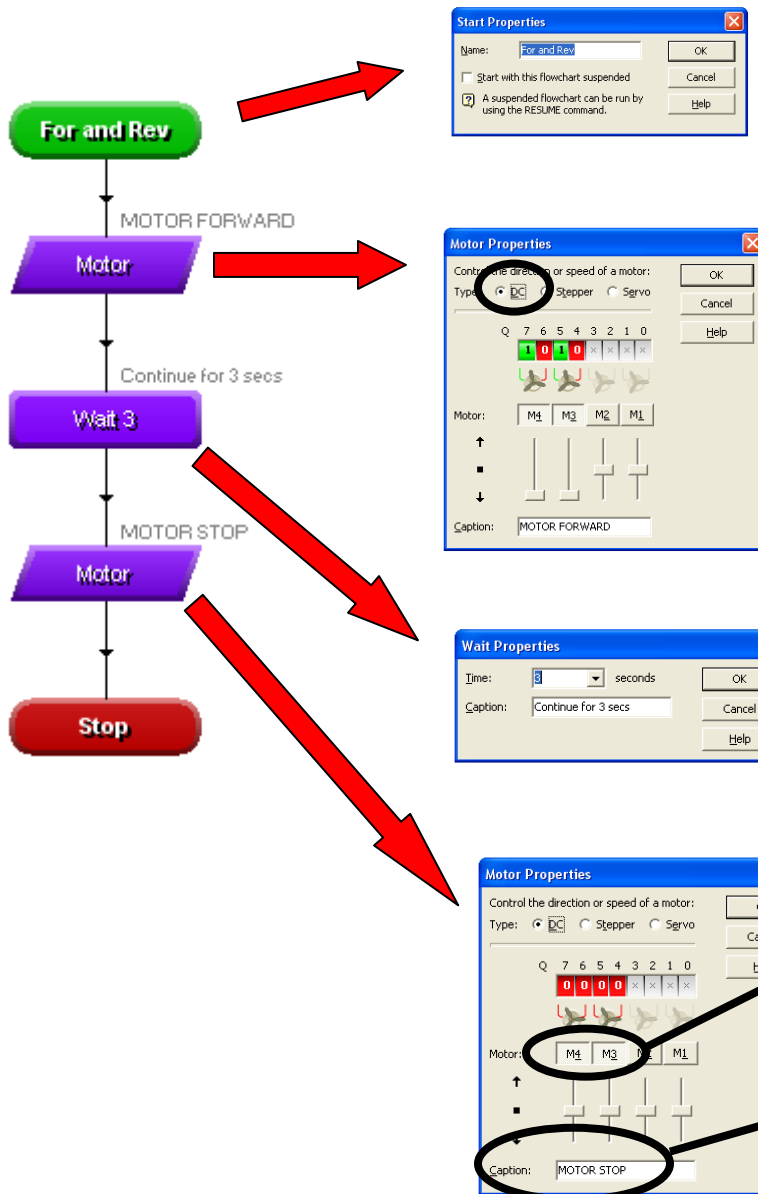 Start Properties
Name: For and Rev OK
Start with this flowchart suspended Cancel
A suspended flowchart can be run by using the RESUME command. Help
For and Rev
MOTOR FORWARD
Motor
Motor Properties
Control the direction or speed of a motor: OK
Type: DC Stepper Servo Cancel
Q 7 6 5 4 3 2 1 0 Help
1 0 1 0 × × × ×
Motor: M4 M3 M2 M1
Caption: MOTOR FORWARD
Continue for 3 secs
Wait 3
MOTOR STOP
Motor
Wait Properties
Time: 3 seconds OK
Caption: Continue for 3 secs Cancel
Help
Stop
Motor Properties
Control the direction or speed of a motor:
Type: DC Stepper Servo Ca
Q 7 6 5 4 3 2 1 0
0 0 0 0 × × × ×
Motor: M4 M3 M1
Caption: MOTOR STOP